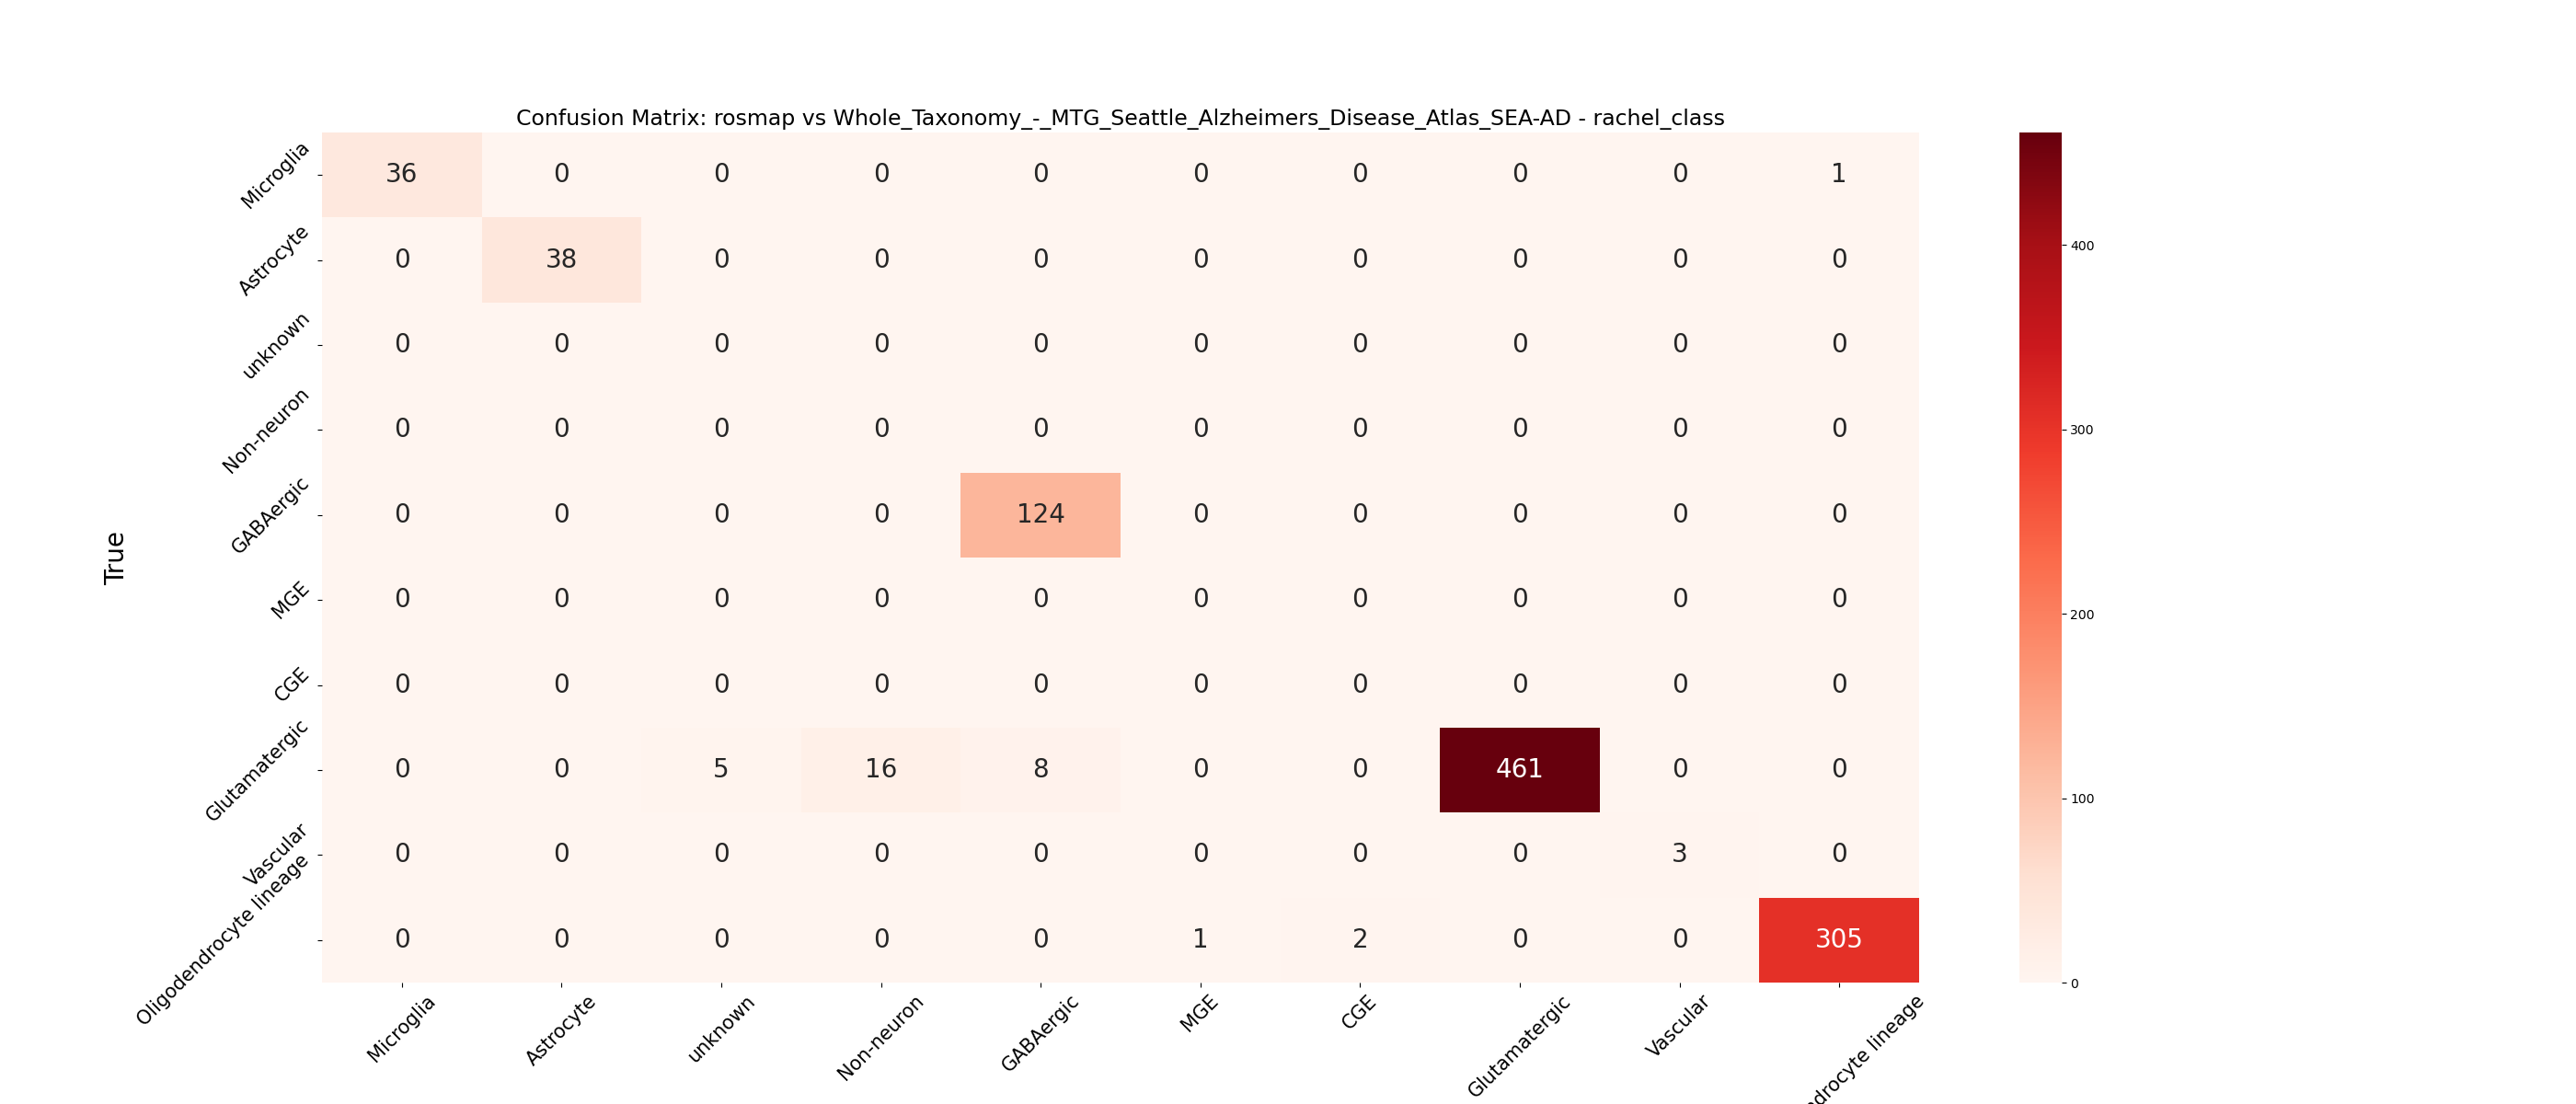 Confusion Matrix: rosmap vs Whole_Taxonomy_-_MTG_Seattle_Alzheimers_Disease_Atlas_SEA-AD - rachel_class
True
Microglia 36 0 0 0 0 0 0 0 0 1
Astrocyte 0 38 0 0 0 0 0 0 0 0
unknown 0 0 0 0 0 0 0 0 0 0
Non-neuron 0 0 0 0 0 0 0 0 0 0
GABAergic 0 0 0 0 124 0 0 0 0 0
MGE 0 0 0 0 0 0 0 0 0 0
CGE 0 0 0 0 0 0 0 0 0 0
Glutamatergic 0 0 5 16 8 0 0 461 0 0
Vascular 0 0 0 0 0 0 0 0 3 0
Oligodendrocyte lineage 0 0 0 0 0 1 2 0 0 305
Microglia Astrocyte unknown Non-neuron GABAergic MGE CGE Glutamatergic Vascular lineage
400
300
200
100
0